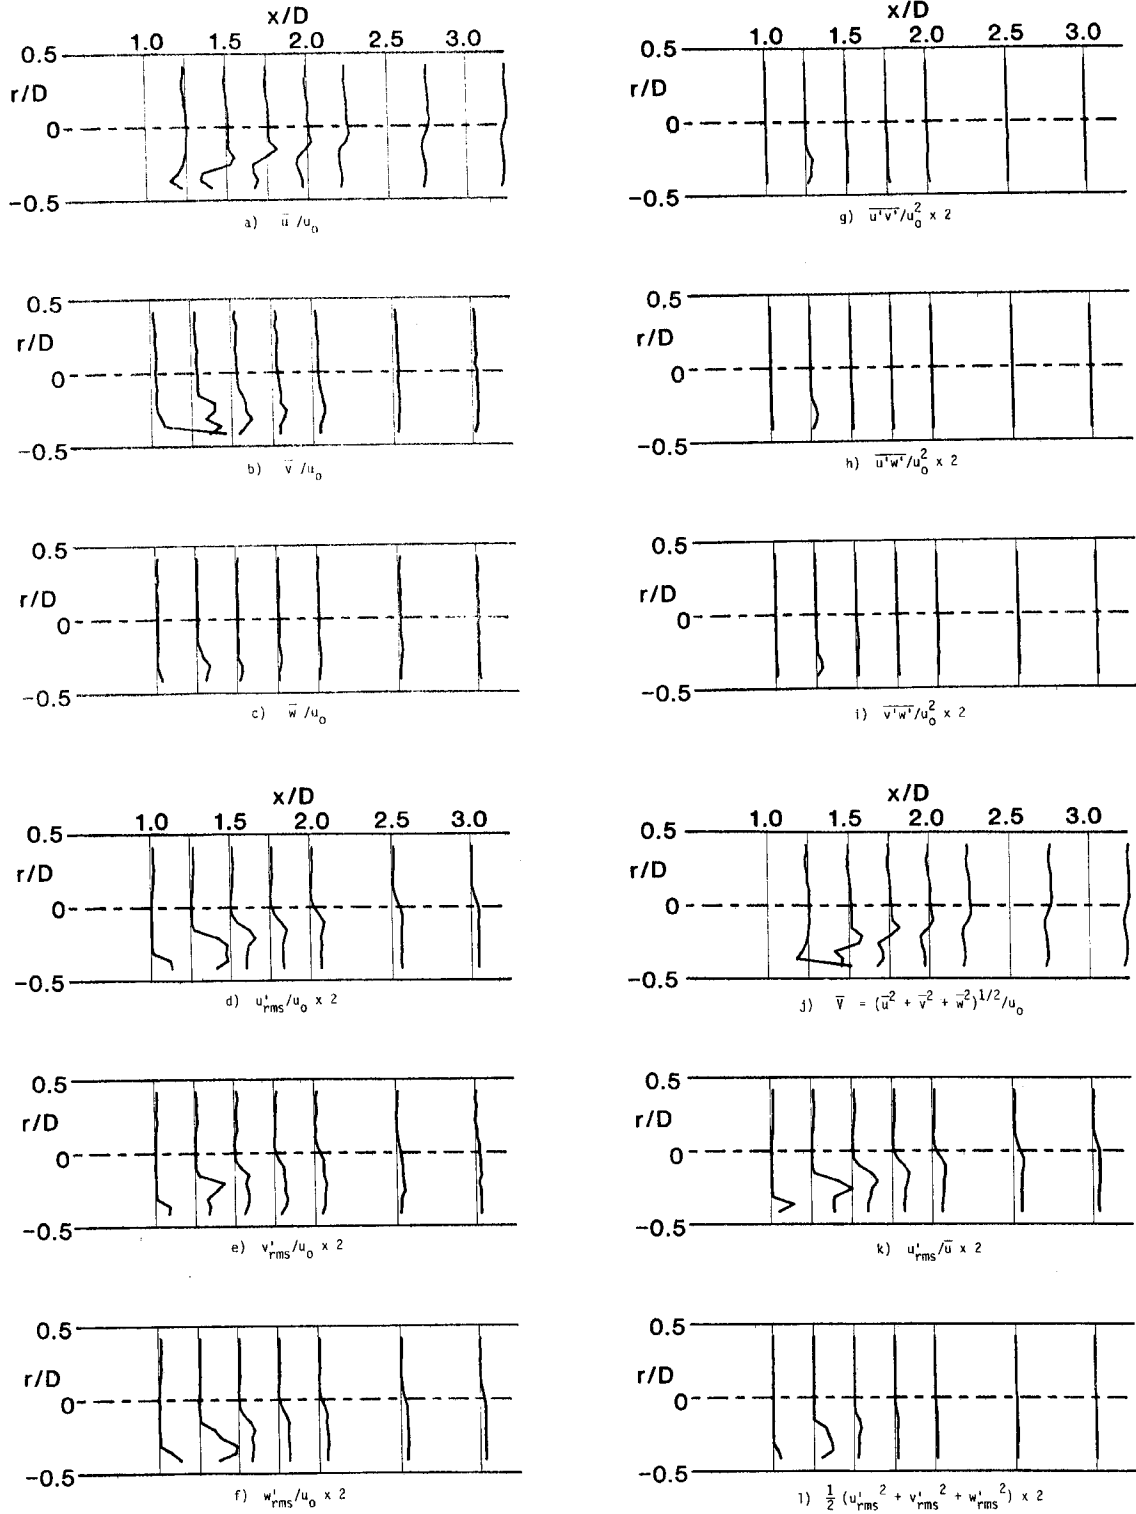 x/D
1.0 1.5 2.0 2.5 3.0
0.5
r/D
0
−0.5
a) u̅ /u₀
0.5
r/D
0
−0.5
b) v̅ /u₀
0.5
r/D
0
−0.5
c) w̅ /u₀
x/D
1.0 1.5 2.0 2.5 3.0
0.5
r/D
0
−0.5
d) u'rms/u₀ x 2
0.5
r/D
0
−0.5
e) v'rms/u₀ x 2
0.5
r/D
0
−0.5
f) w'rms/u₀ x 2
x/D
1.0 1.5 2.0 2.5 3.0
0.5
r/D
0
−0.5
g) u̅'̅v̅'̅/u₀² x 2
0.5
r/D
0
−0.5
h) u̅'̅w̅'̅/u₀² x 2
0.5
r/D
0
−0.5
i) v̅'̅w̅'̅/u₀² x 2
x/D
1.0 1.5 2.0 2.5 3.0
0.5
r/D
0
−0.5
j) V̅ = (u̅² + v̅² + w̅²)1/2/u₀
0.5
r/D
0
−0.5
k) u'rms/u̅ x 2
0.5
r/D
0
−0.5
l) 1/2 (u'rms² + v'rms² + w'rms²) x 2